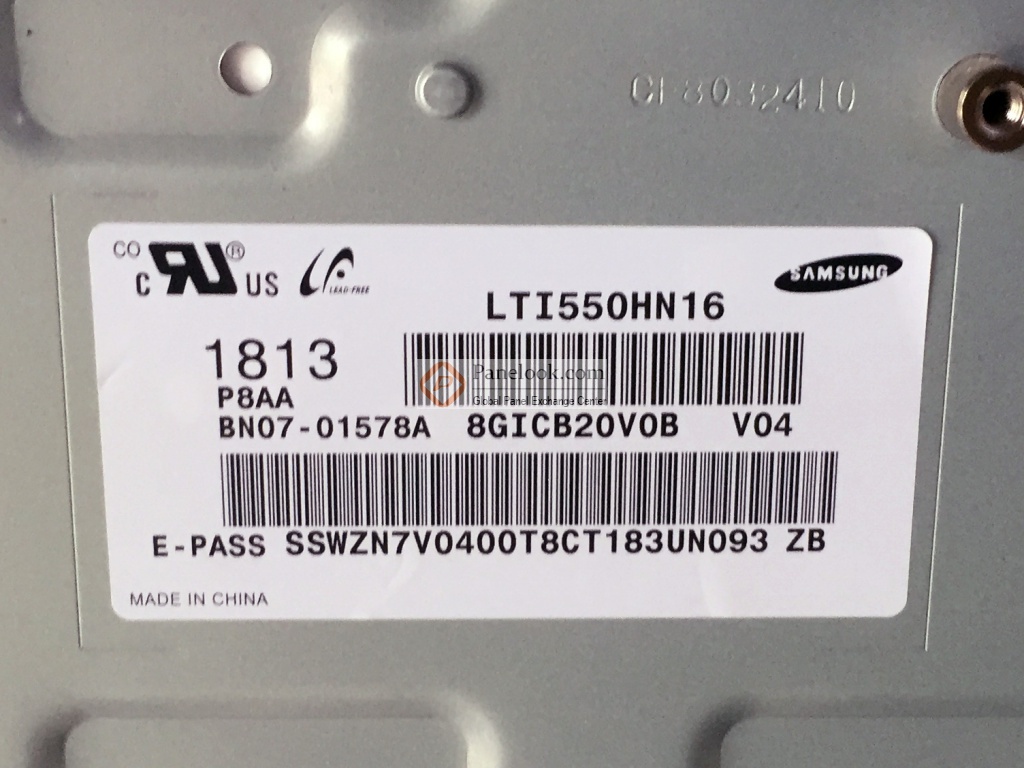 CF8032410
CO
c RU® US
LEAD-FREE
SAMSUNG
LTI550HN16
1813
P8AA
Panelook.com
Global Panel Exchange Center
BN07-01578A 8GICB20V0B V04
E-PASS SSWZN7V0400T8CT183UN093 ZB
MADE IN CHINA